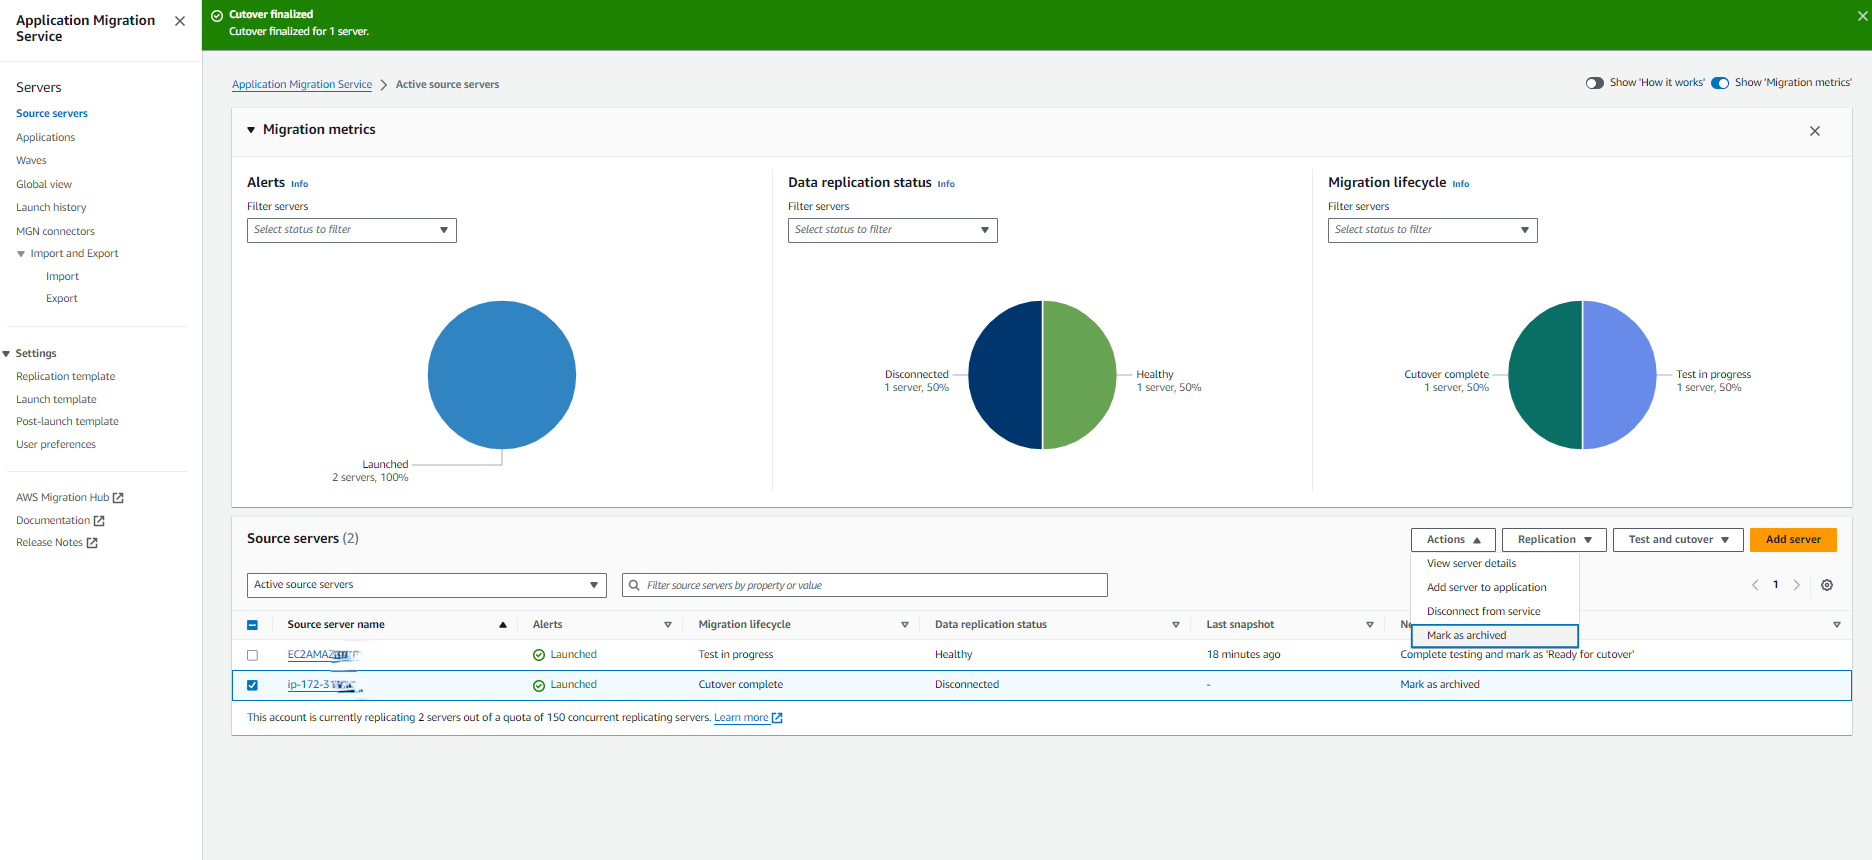 Application Migration
Service
Cutover finalized
Cutover finalized for 1 server.
Servers
Source servers
Applications
Waves
Global view
Launch history
MGN connectors
Import and Export
Import
Export
Settings
Replication template
Launch template
Post-launch template
User preferences
AWS Migration Hub
Documentation
Release Notes
Application Migration Service > Active source servers
Show 'How it works' Show 'Migration metrics'
Migration metrics
Alerts Info
Filter servers
Select status to filter
Launched
2 servers, 100%
Data replication status Info
Filter servers
Select status to filter
Disconnected
1 server, 50%
Healthy
1 server, 50%
Migration lifecycle Info
Filter servers
Select status to filter
Cutover complete
1 server, 50%
Test in progress
1 server, 50%
Source servers (2)
Actions Replication Test and cutover Add server
View server details
Add server to application
Disconnect from service
Mark as archived
Active source servers
Filter source servers by property or value
1
Source server name Alerts Migration lifecycle Data replication status Last snapshot
Launched Test in progress Healthy 18 minutes ago Complete testing and mark as 'Ready for cutover'
Launched Cutover complete Disconnected - Mark as archived
This account is currently replicating 2 servers out of a quota of 150 concurrent replicating servers. Learn more